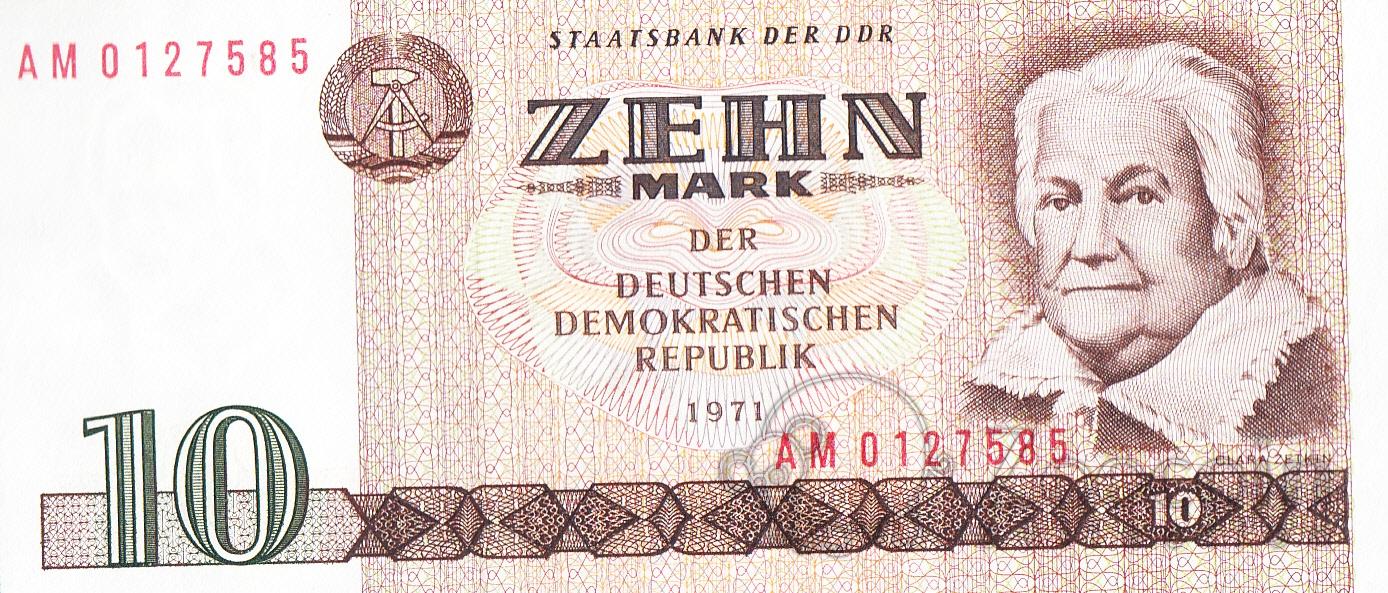 AM 0127585
STAATSBANK DER DDR
ZEHN
MARK
DER
DEUTSCHEN
DEMOKRATISCHEN
REPUBLIK
1971
AM 0127585
CLARA ZETKIN
10
10